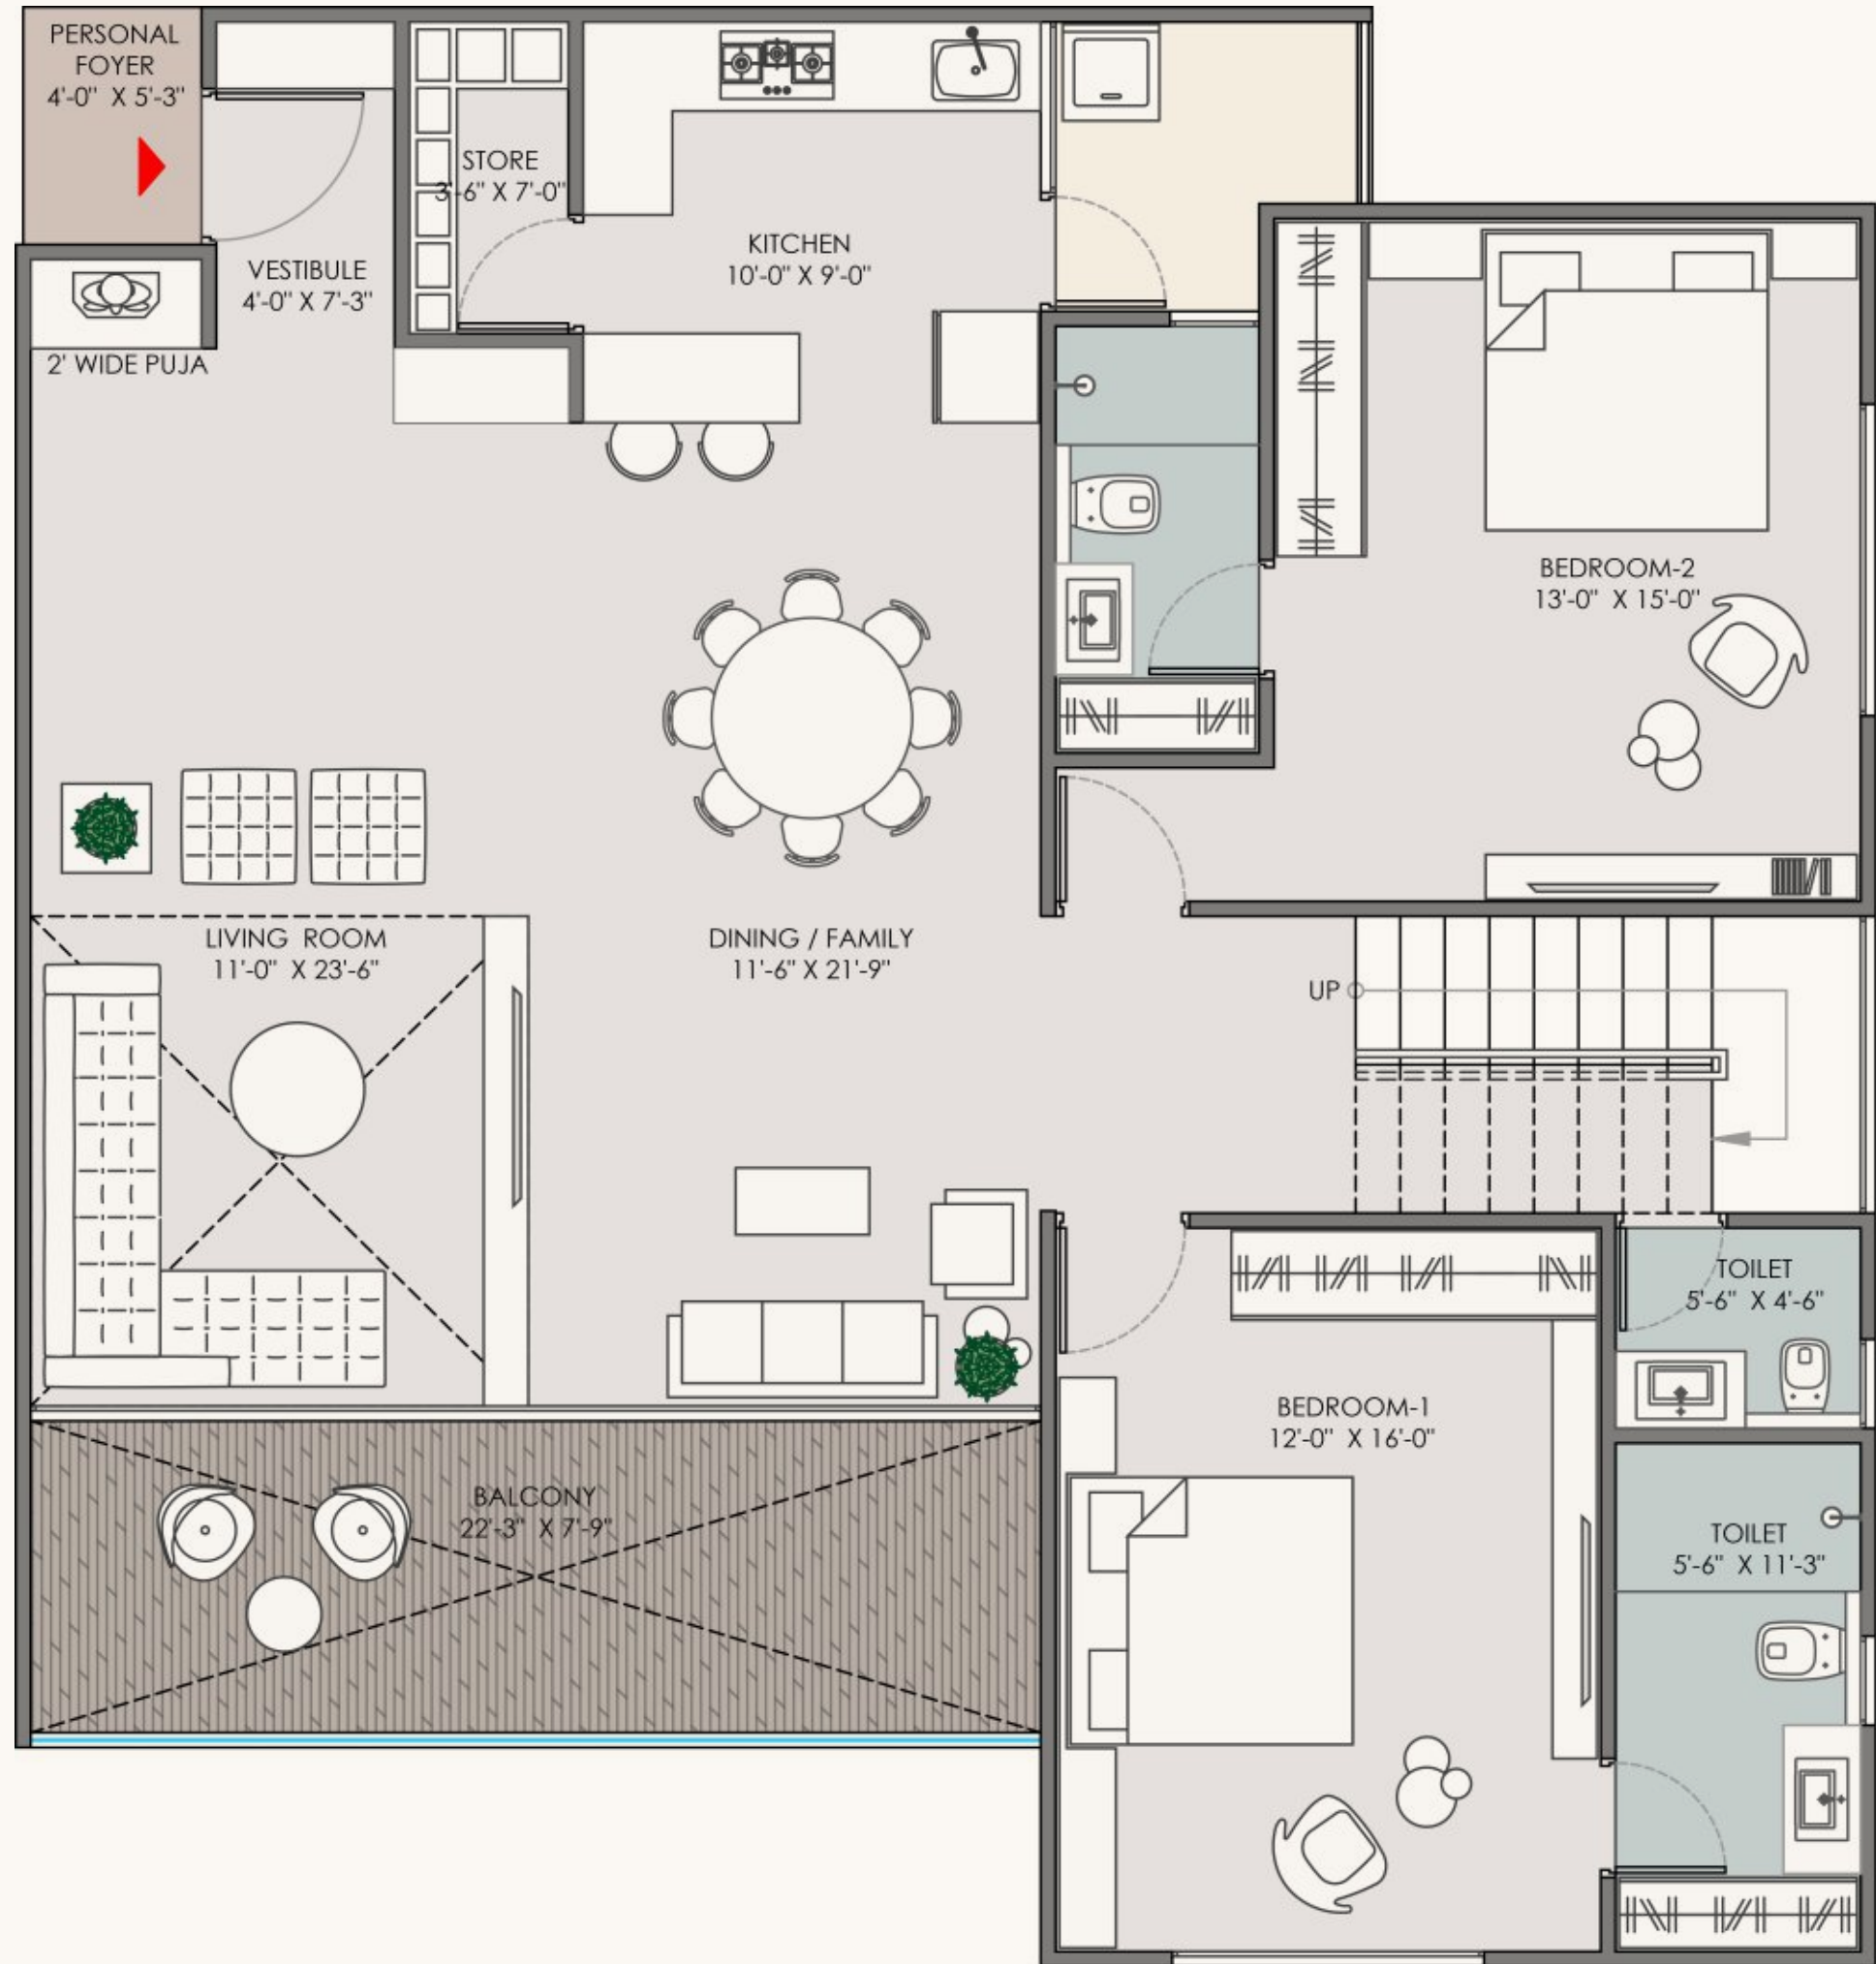 PERSONAL
FOYER
4'-0" X 5'-3"
STORE
3'-6" X 7'-0"
KITCHEN
10'-0" X 9'-0"
VESTIBULE
4'-0" X 7'-3"
2' WIDE PUJA
BEDROOM-2
13'-0" X 15'-0"
LIVING ROOM
11'-0" X 23'-6"
DINING / FAMILY
11'-6" X 21'-9"
UP
TOILET
5'-6" X 4'-6"
BEDROOM-1
12'-0" X 16'-0"
BALCONY
22'-3" X 7'-9"
TOILET
5'-6" X 11'-3"